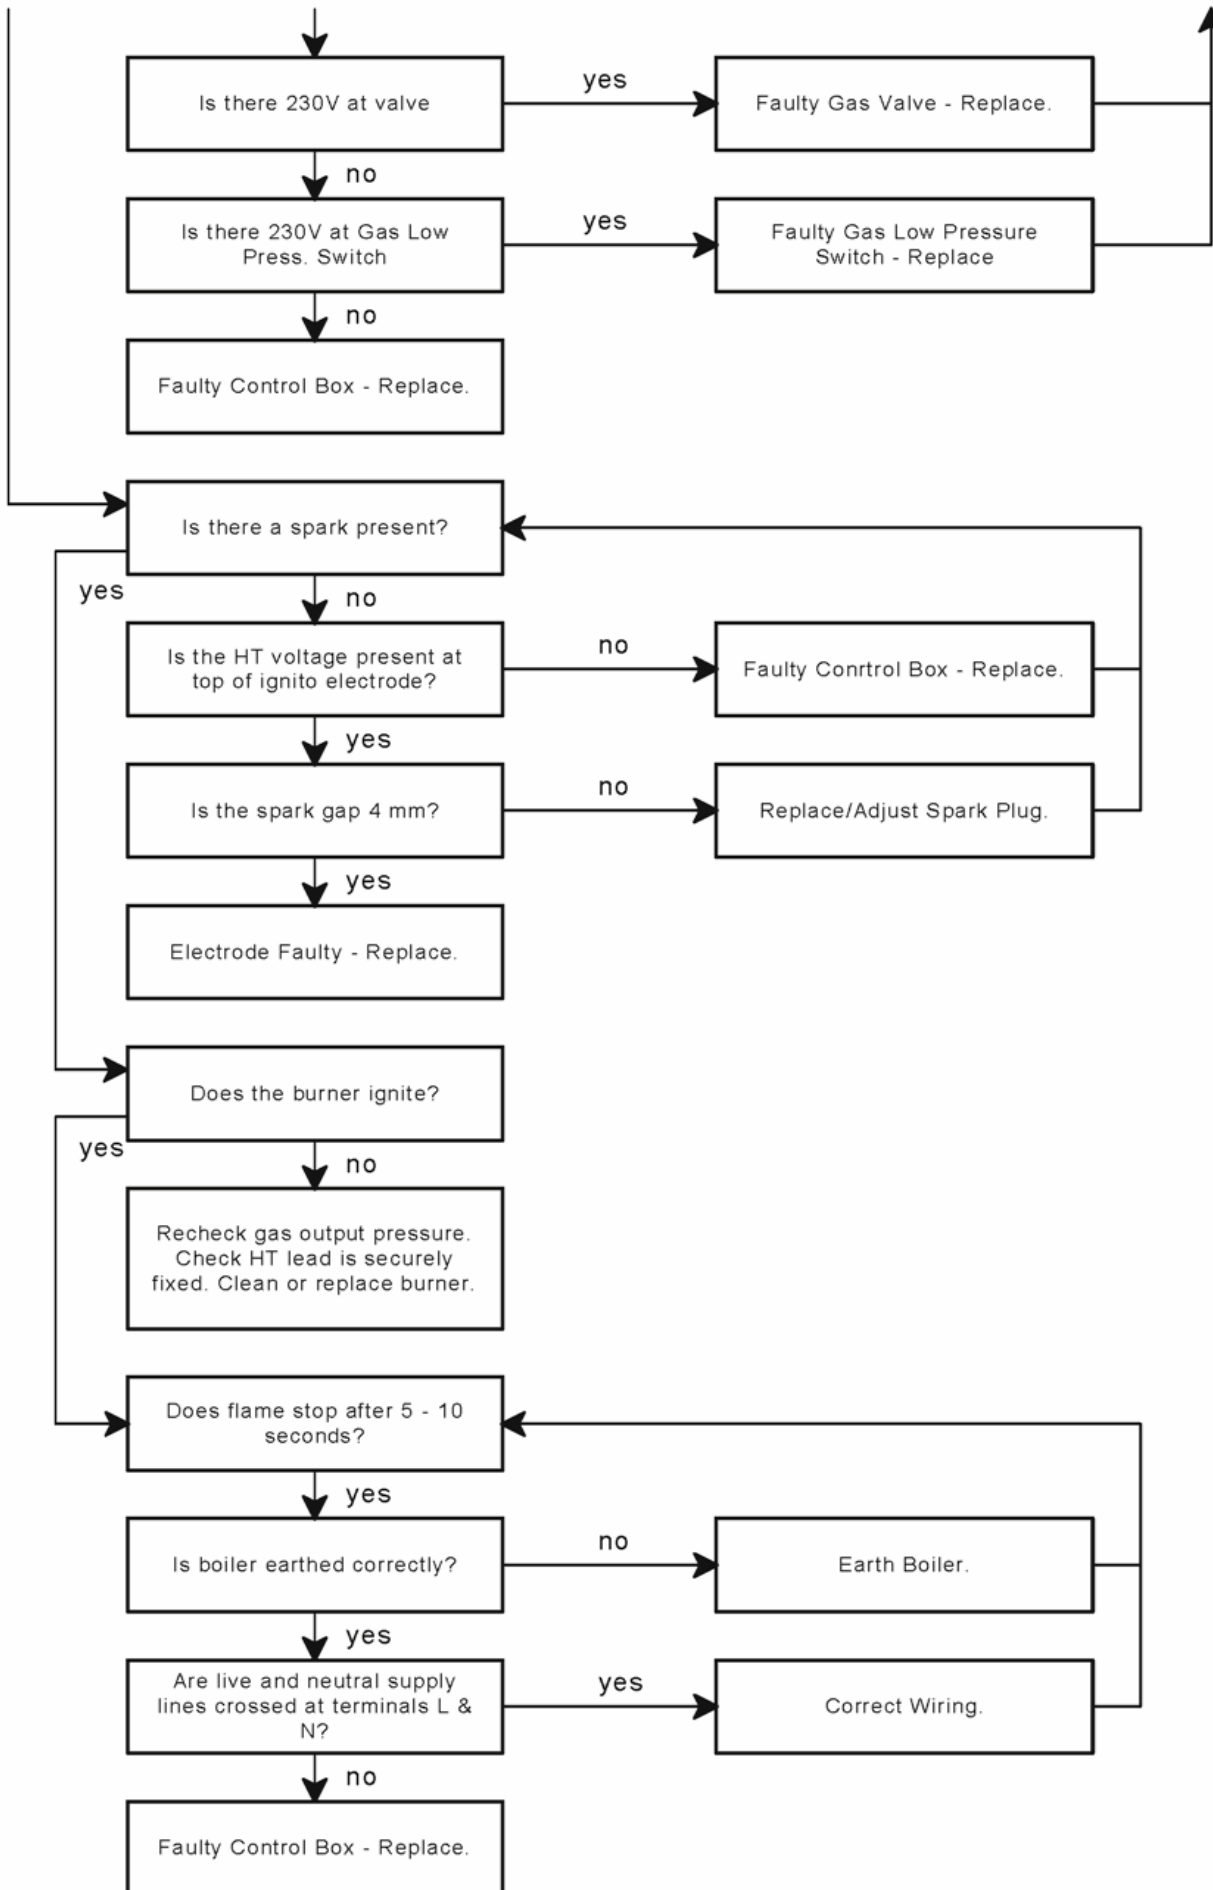 Is there 230V at valve
yes
Faulty Gas Valve - Replace.
no
Is there 230V at Gas Low
Press. Switch
yes
Faulty Gas Low Pressure
Switch - Replace
no
Faulty Control Box - Replace.
Is there a spark present?
yes
no
Is the HT voltage present at
top of ignito electrode?
no
Faulty Conrtrol Box - Replace.
yes
Is the spark gap 4 mm?
no
Replace/Adjust Spark Plug.
yes
Electrode Faulty - Replace.
Does the burner ignite?
yes
no
Recheck gas output pressure.
Check HT lead is securely
fixed. Clean or replace burner.
Does flame stop after 5 - 10
seconds?
yes
Is boiler earthed correctly?
no
Earth Boiler.
yes
Are live and neutral supply
lines crossed at terminals L &
N?
yes
Correct Wiring.
no
Faulty Control Box - Replace.